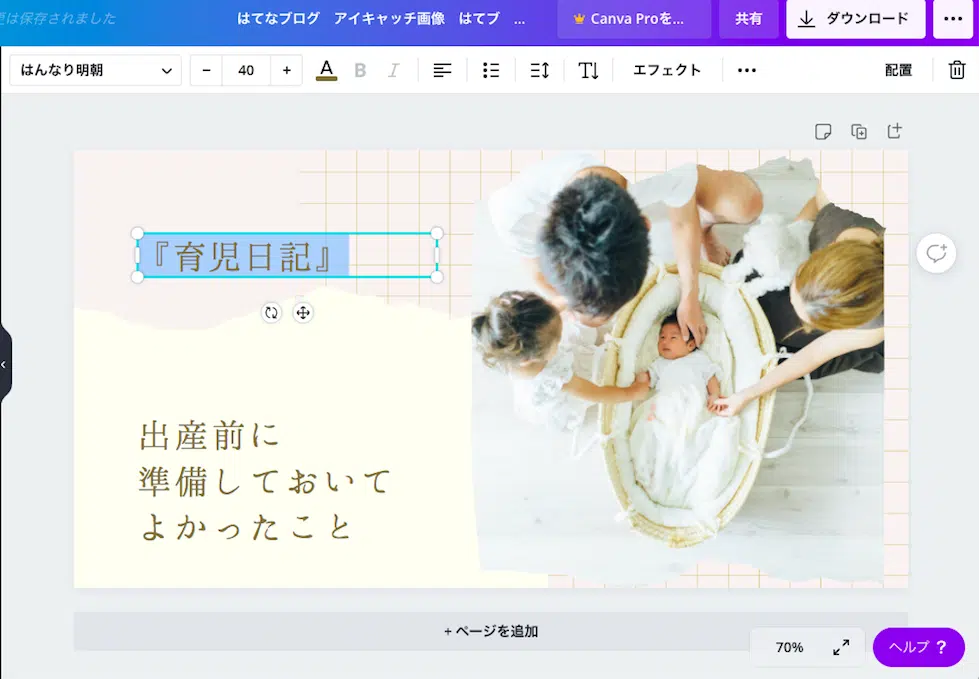 更は保存されました
はてなブログ アイキャッチ画像 はてブ ...
Canva Proを...
共有
ダウンロード
はんなり明朝
− 40 +
A B I
エフェクト
配置
『育児日記』
出産前に
準備しておいて
よかったこと
+ ページを追加
70%
ヘルプ ?